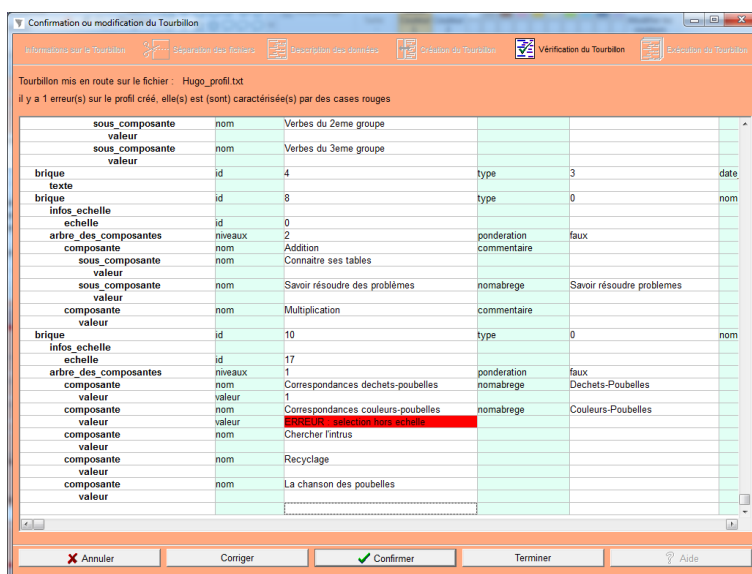 Confirmation ou modification du Tourbillon
Informations sur le Tourbillon Séparation des fichiers Description des données Création du Tourbillon Vérification du Tourbillon Exécution du Tourbillon
Tourbillon mis en route sur le fichier : Hugo_profil.txt
il y a 1 erreur(s) sur le profil créé, elle(s) est (sont) caractérisée(s) par des cases rouges
sous_composante nom Verbes du 2eme groupe
valeur
sous_composante nom Verbes du 3eme groupe
valeur
brique id 4 type 3 date_
texte
brique id 8 type 0 nom
infos_echelle
echelle id 0
arbre_des_composantes niveaux 2 ponderation faux
composante nom Addition commentaire
sous_composante nom Connaitre ses tables
valeur
sous_composante nom Savoir résoudre des problèmes nomabrege Savoir résoudre problemes
valeur
composante nom Multiplication commentaire
valeur
brique id 10 type 0 nom
infos_echelle
echelle id 17
arbre_des_composantes niveaux 1 ponderation faux
composante nom Correspondances dechets-poubelles nomabrege Dechets-Poubelles
valeur valeur 1
composante nom Correspondances couleurs-poubelles nomabrege Couleurs-Poubelles
valeur valeur ERREUR : selection hors echelle
composante nom Chercher l'intrus
valeur
composante nom Recyclage
valeur
composante nom La chanson des poubelles
valeur
Annuler Corriger Confirmer Terminer Aide